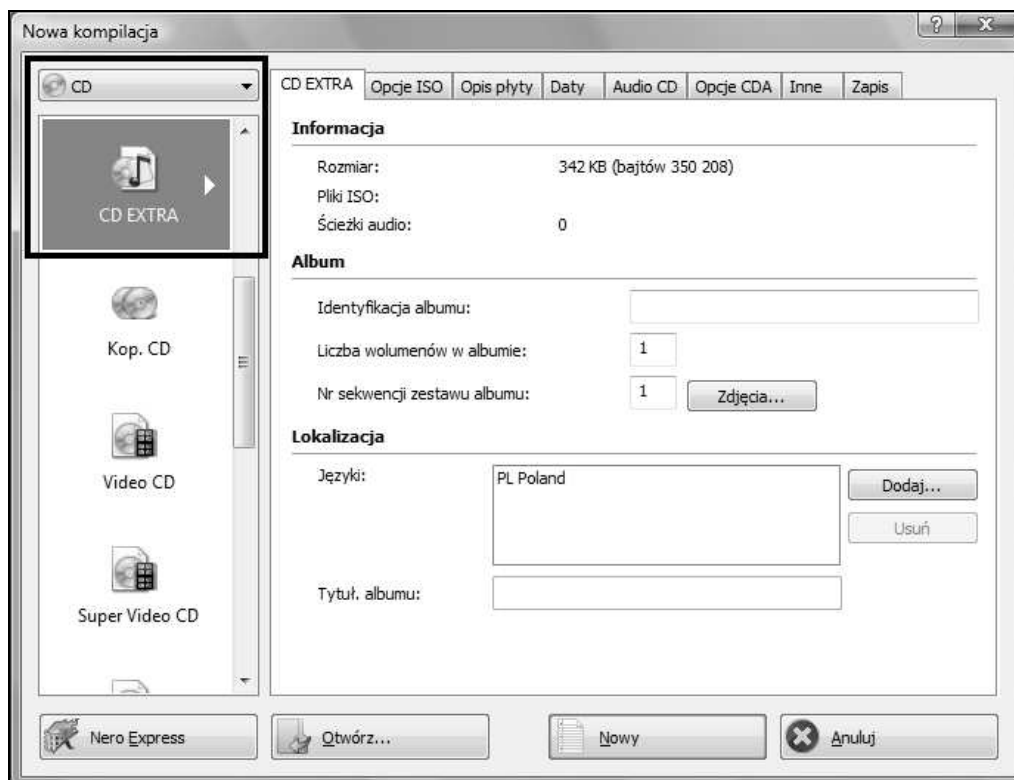 Nowa kompilacja
CD
CD EXTRA
Kop. CD
Video CD
Super Video CD
CD EXTRA Opcje ISO Opis płyty Daty Audio CD Opcje CDA Inne Zapis
Informacja
Rozmiar: 342 KB (bajtów 350 208)
Pliki ISO:
Ścieżki audio: 0
Album
Identyfikacja albumu:
Liczba wolumenów w albumie: 1
Nr sekwencji zestawu albumu: 1 Zdjęcia...
Lokalizacja
Języki: PL Poland Dodaj...
Usuń
Tytuł. albumu:
Nero Express Otwórz... Nowy Anuluj